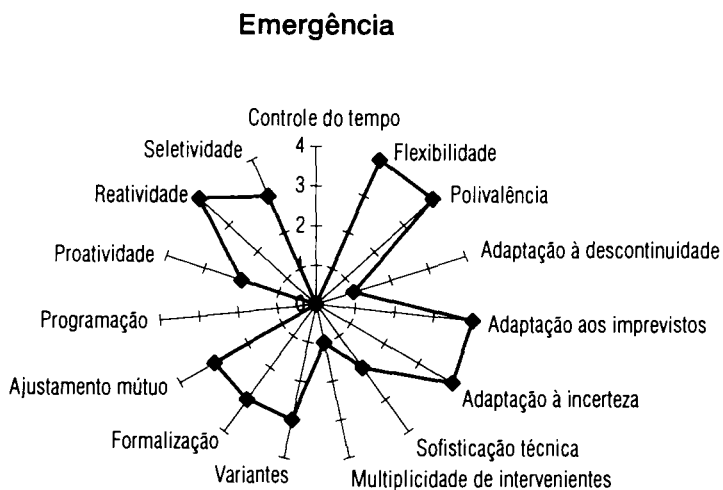 Emergência
Controle do tempo
4
3
2
1
0
Flexibilidade
Polivalência
Adaptação à descontinuidade
Adaptação aos imprevistos
Adaptação à incerteza
Sofisticação técnica
Multiplicidade de intervenientes
Variantes
Formalização
Ajustamento mútuo
Programação
Proatividade
Reatividade
Seletividade